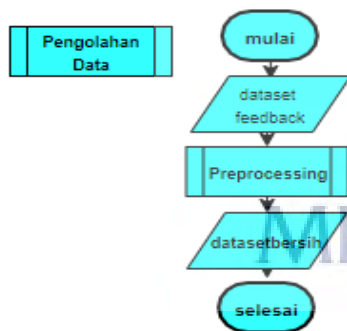 Pengolahan
Data
mulai
dataset
feedback
Preprocessing
datasetbersih
selesai